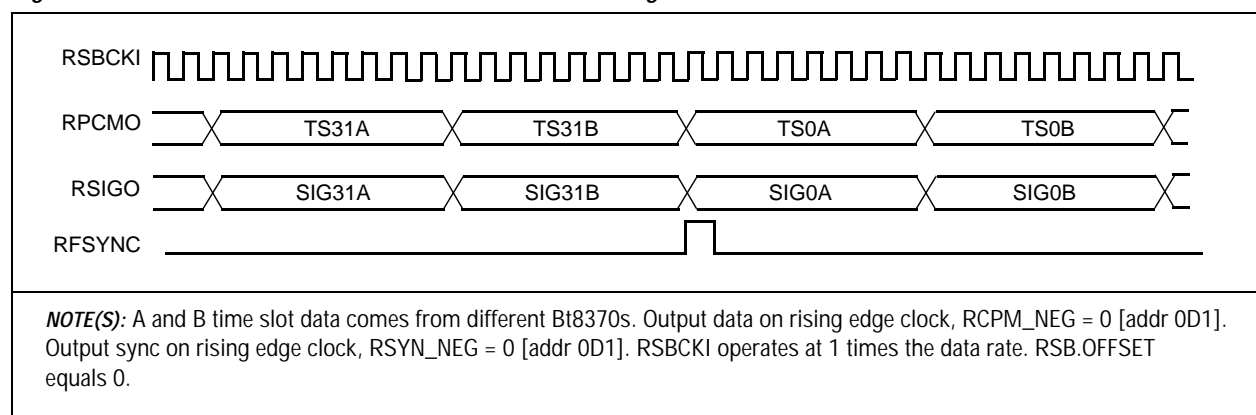 RSBCKI
RPCMO TS31A TS31B TS0A TS0B
RSIGO SIG31A SIG31B SIG0A SIG0B
RFSYNC
NOTE(S): A and B time slot data comes from different Bt8370s. Output data on rising edge clock, RCPM_NEG = 0 [addr 0D1].
Output sync on rising edge clock, RSYN_NEG = 0 [addr 0D1]. RSBCKI operates at 1 times the data rate. RSB.OFFSET
equals 0.